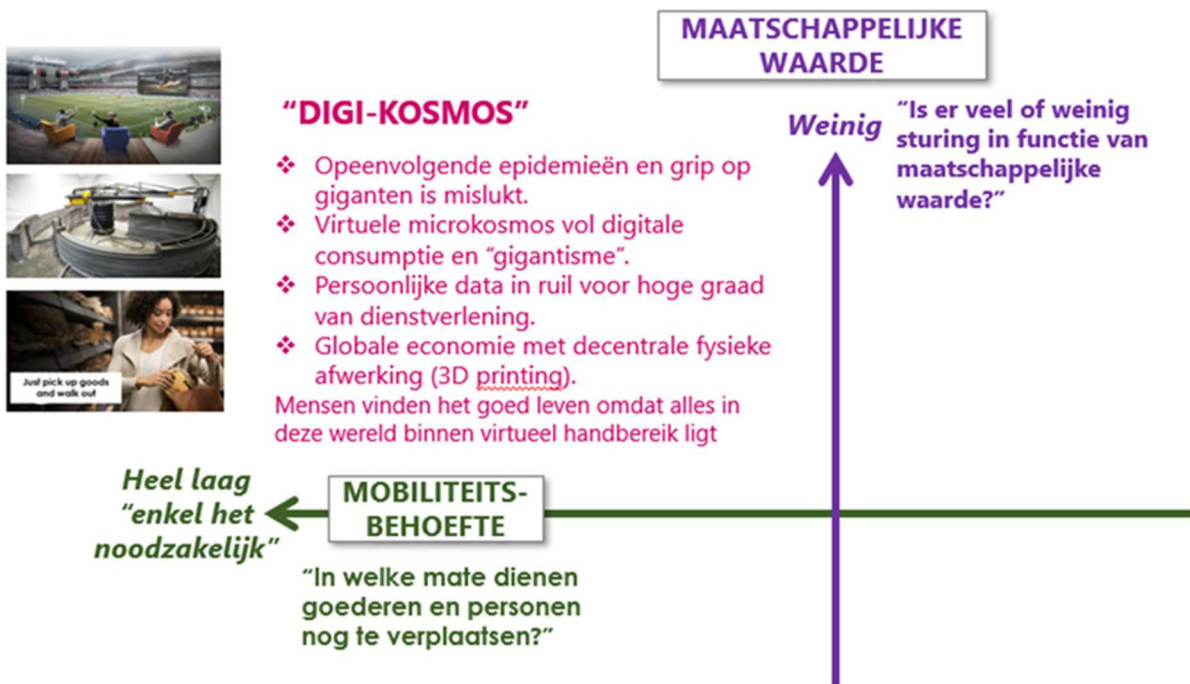 MAATSCHAPPELIJKE
WAARDE
"DIGI-KOSMOS"
Weinig
"Is er veel of weinig
sturing in functie van
maatschappelijke
waarde?"
❖ Opeenvolgende epidemieën en grip op
giganten is mislukt.
❖ Virtuele microkosmos vol digitale
consumptie en "gigantisme".
❖ Persoonlijke data in ruil voor hoge graad
van dienstverlening.
❖ Globale economie met decentrale fysieke
afwerking (3D printing).
Mensen vinden het goed leven omdat alles in
deze wereld binnen virtueel handbereik ligt
Just pick up goods
and walk out
Heel laag
"enkel het
noodzakelijk"
MOBILITEITS-
BEHOEFTE
"In welke mate dienen
goederen en personen
nog te verplaatsen?"